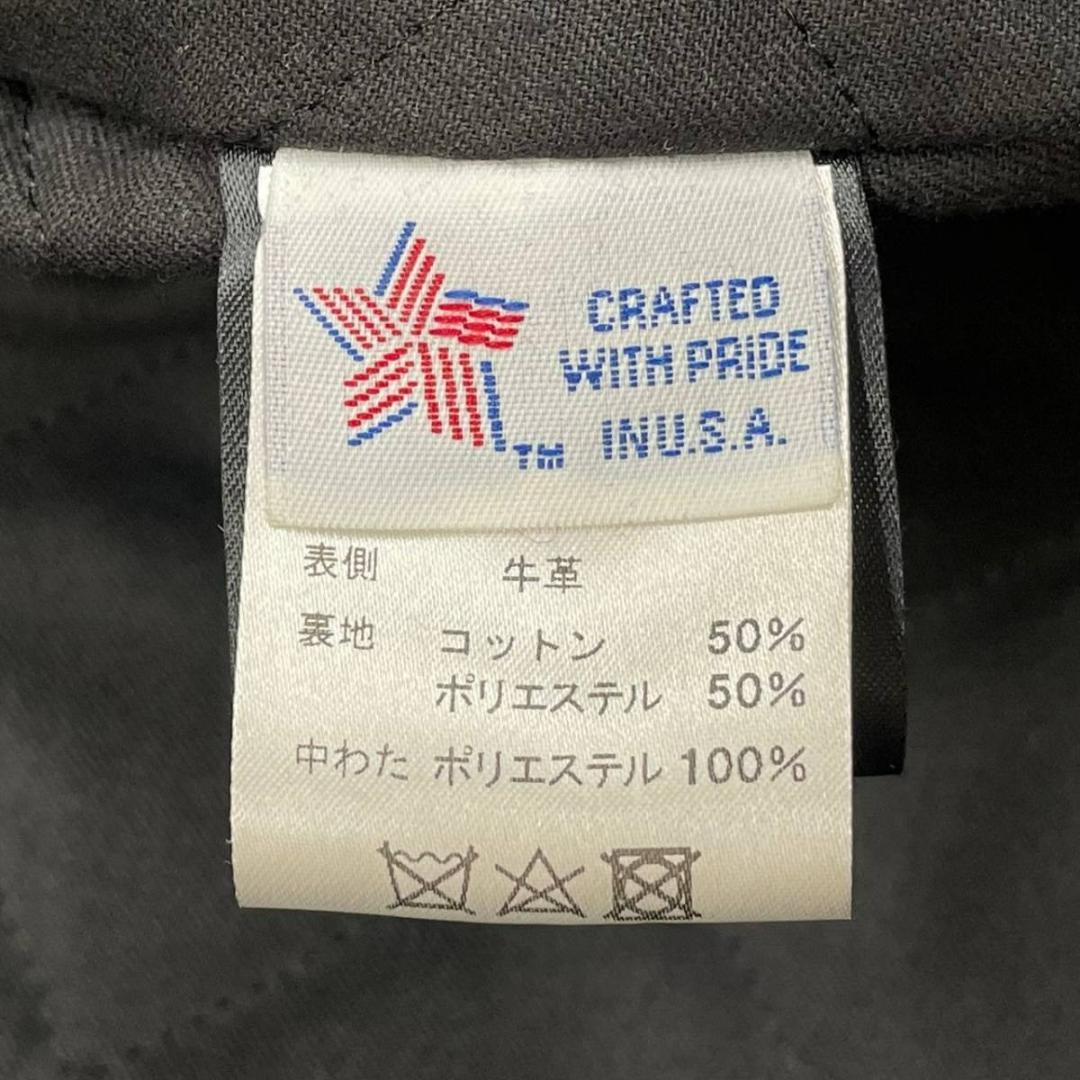 CRAFTED
WITH PRIDE
IN U.S.A.
TM
表側 牛革
裏地 コットン 50%
ポリエステル 50%
中わた ポリエステル 100%